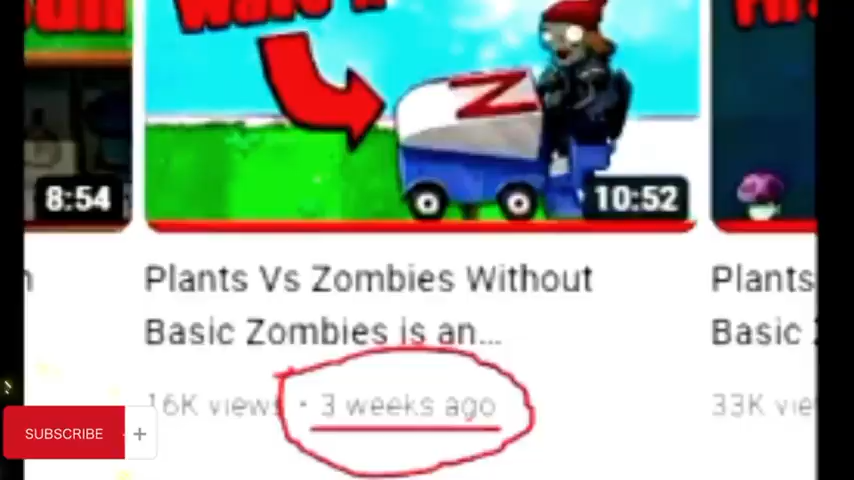 8:54
10:52
Plants Vs Zombies Without
Basic Zombies is an...
16K views • 3 weeks ago
Plants
Basic
33K
SUBSCRIBE +
Z